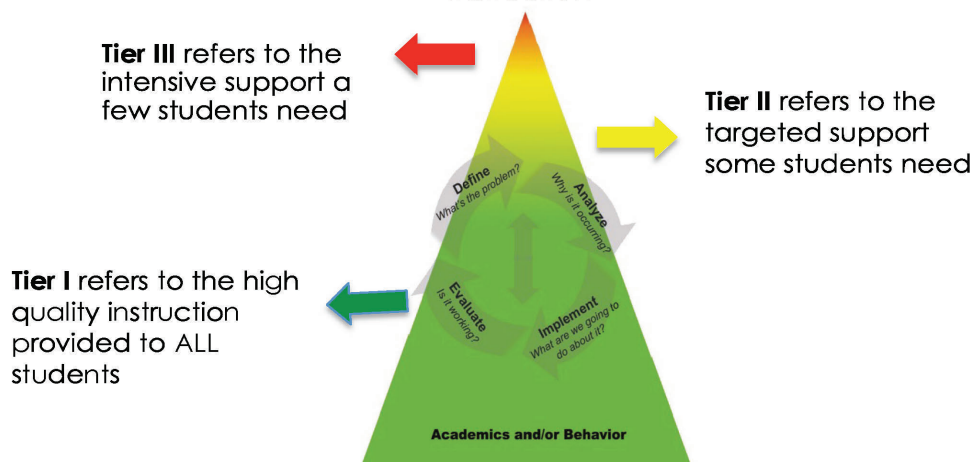 Tier III refers to the
intensive support a
few students need
Tier II refers to the
targeted support
some students need
Define
What's the problem?
Analyze
Why is it occurring?
Tier I refers to the high
quality instruction
provided to ALL
students
Evaluate
Is it working?
Implement
What are we going to
do about it?
Academics and/or Behavior